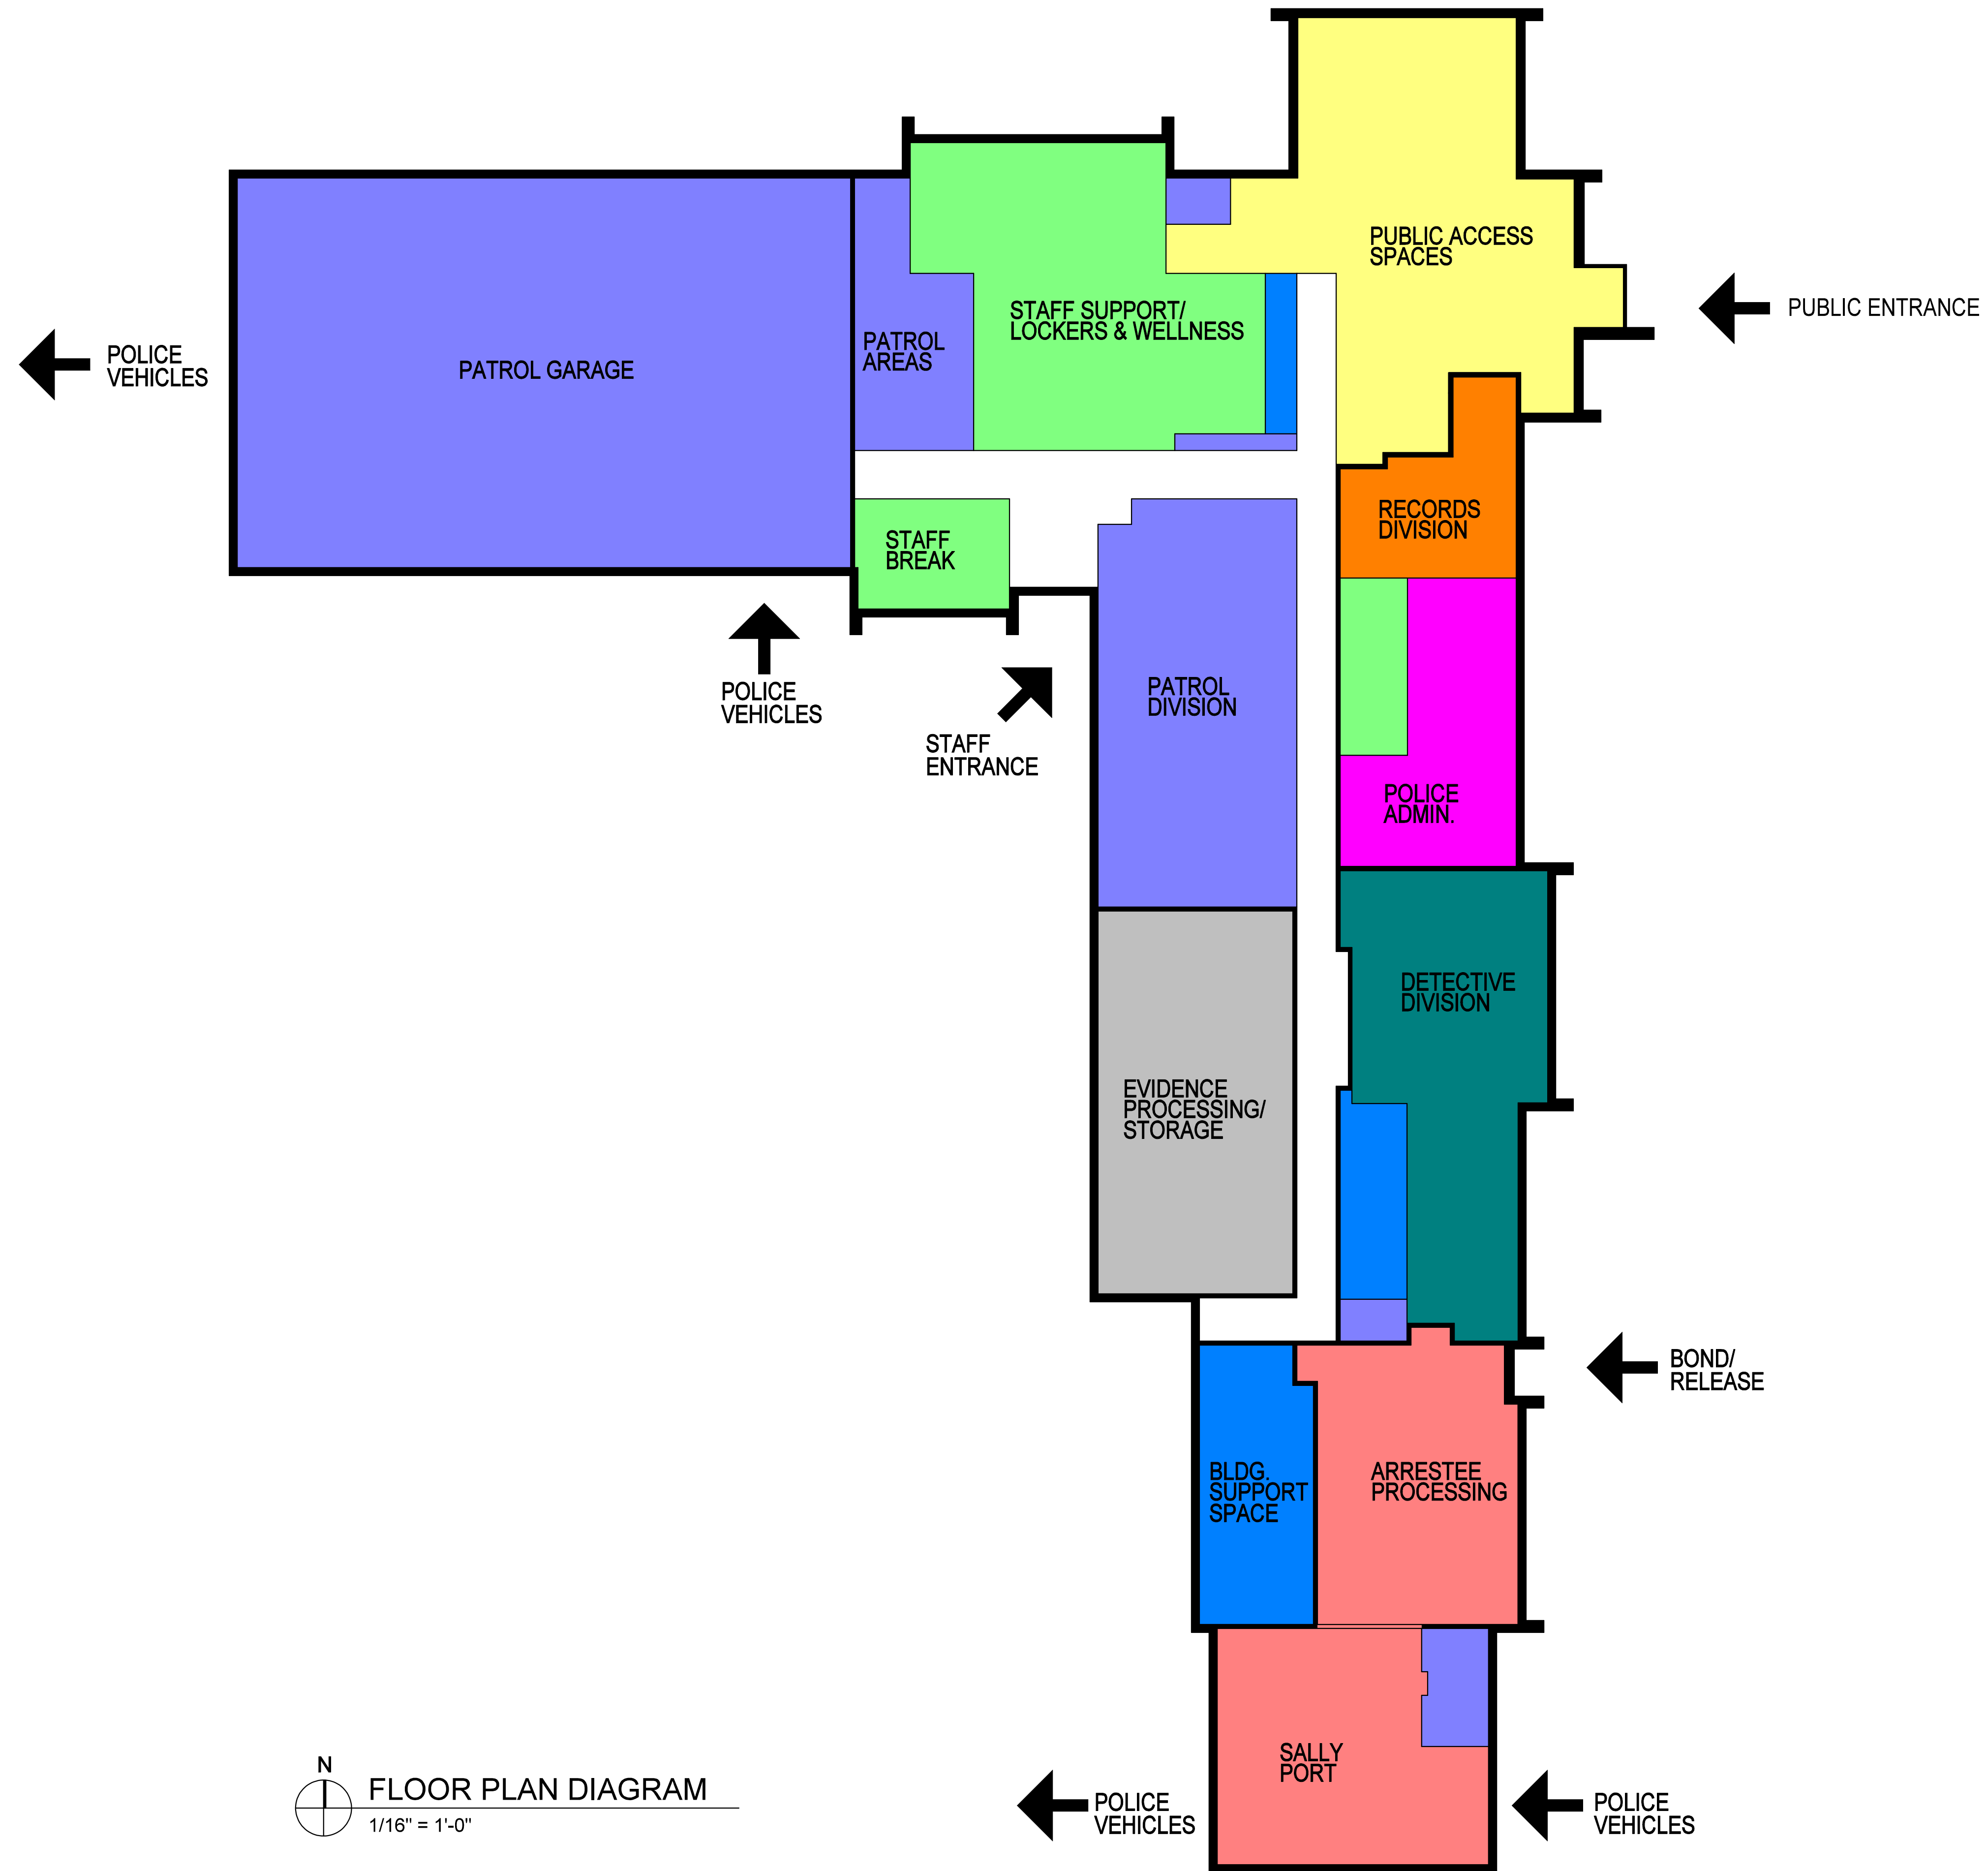 PUBLIC ACCESS
SPACES
PUBLIC ENTRANCE
STAFF SUPPORT/
LOCKERS & WELLNESS
PATROL
AREAS
POLICE
VEHICLES
PATROL GARAGE
RECORDS
DIVISION
STAFF
BREAK
POLICE
VEHICLES
PATROL
DIVISION
STAFF
ENTRANCE
POLICE
ADMIN.
DETECTIVE
DIVISION
EVIDENCE
PROCESSING/
STORAGE
BOND/
RELEASE
BLDG.
SUPPORT
SPACE
ARRESTEE
PROCESSING
SALLY
PORT
POLICE
VEHICLES
POLICE
VEHICLES
N
FLOOR PLAN DIAGRAM
1/16" = 1'-0"